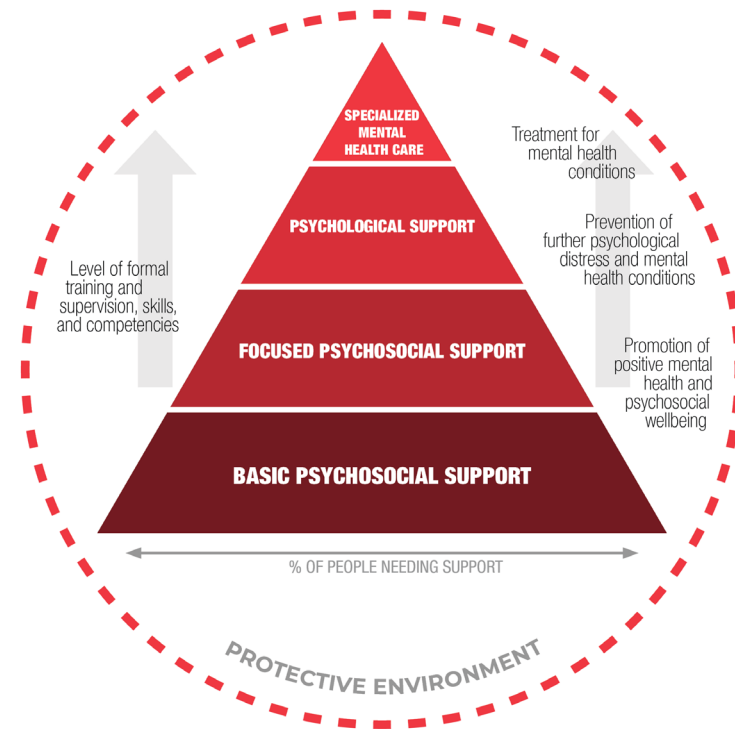 SPECIALIZED
MENTAL
HEALTH CARE
Treatment for
mental health
conditions
PSYCHOLOGICAL SUPPORT
Prevention of
further psychological
distress and mental
health conditions
Level of formal
training and
supervision, skills,
and competencies
FOCUSED PSYCHOSOCIAL SUPPORT
Promotion of
positive mental
health and
psychosocial
wellbeing
BASIC PSYCHOSOCIAL SUPPORT
% OF PEOPLE NEEDING SUPPORT
PROTECTIVE ENVIRONMENT